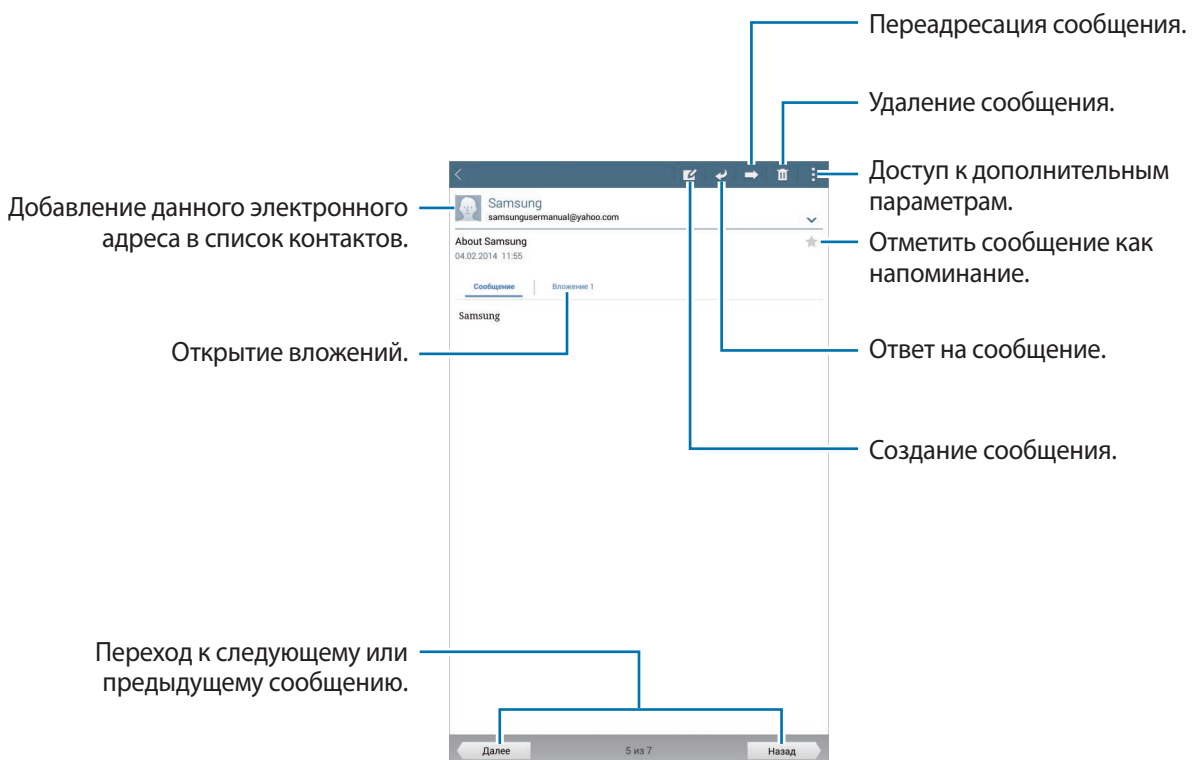 Переадресация сообщения.
Удаление сообщения.
Доступ к дополнительным
параметрам.
Добавление данного электронного
адреса в список контактов.
Samsung
samsungusermanual@yahoo.com
About Samsung
04.02.2014 11:55
Отметить сообщение как
напоминание.
Сообщение
Вложение 1
Samsung
Открытие вложений.
Ответ на сообщение.
Создание сообщения.
Переход к следующему или
предыдущему сообщению.
Далее
5 из 7
Назад